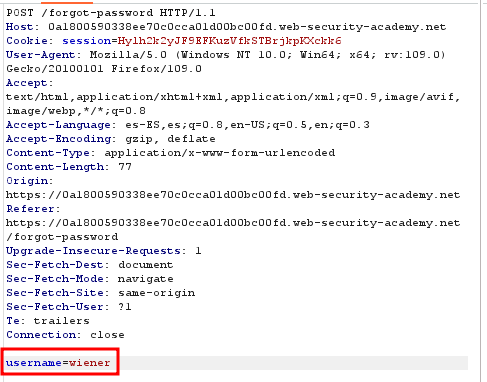 POST /forgot-password HTTP/1.1
Host: 0a1800590338ee70c0cca01d00bc00fd.web-security-academy.net
Cookie: session=Hylh2k2yJF9EFKuzVfkSTBrjkpKXckk6
User-Agent: Mozilla/5.0 (Windows NT 10.0; Win64; x64; rv:109.0)
Gecko/20100101 Firefox/109.0
Accept:
text/html,application/xhtml+xml,application/xml;q=0.9,image/avif,
image/webp,*/*;q=0.8
Accept-Language: es-ES,es;q=0.8,en-US;q=0.5,en;q=0.3
Accept-Encoding: gzip, deflate
Content-Type: application/x-www-form-urlencoded
Content-Length: 77
Origin:
https://0a1800590338ee70c0cca01d00bc00fd.web-security-academy.net
Referer:
https://0a1800590338ee70c0cca01d00bc00fd.web-security-academy.net
/forgot-password
Upgrade-Insecure-Requests: 1
Sec-Fetch-Dest: document
Sec-Fetch-Mode: navigate
Sec-Fetch-Site: same-origin
Sec-Fetch-User: ?1
Te: trailers
Connection: close
username=wiener